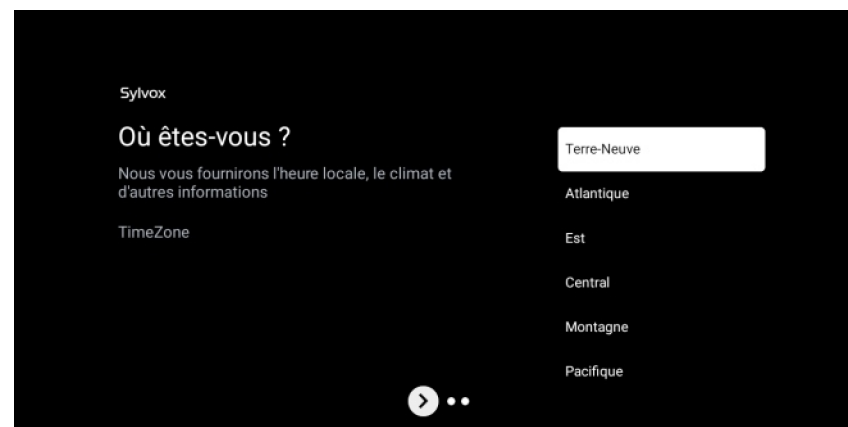 Sylvox
Où êtes-vous ?
Nous vous fournirons l'heure locale, le climat et
d'autres informations
TimeZone
Terre-Neuve
Atlantique
Est
Central
Montagne
Pacifique